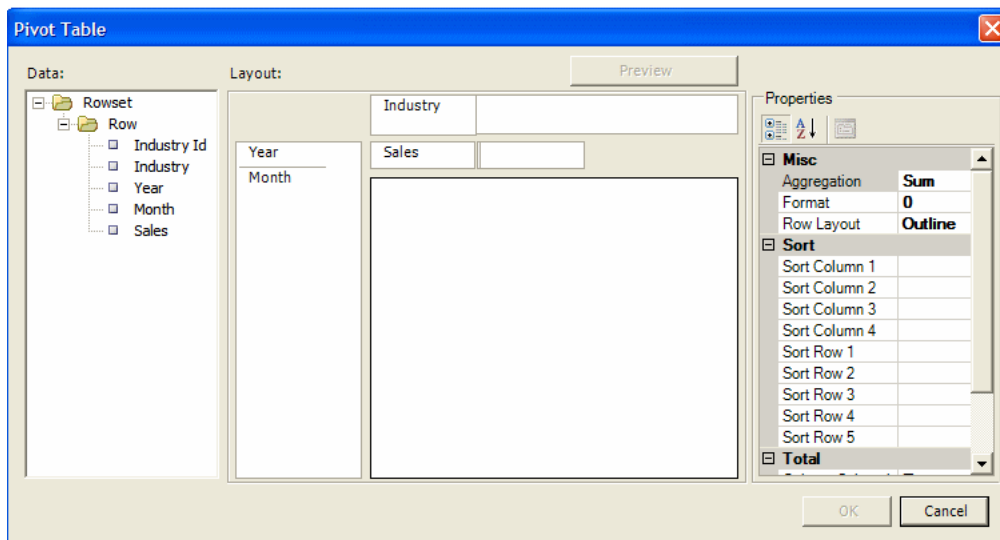 Pivot Table
Data:
Layout:
Preview
Rowset
Row
Industry Id
Industry
Year
Month
Sales
Industry
Year
Month
Sales
Properties
Misc
Aggregation Sum
Format 0
Row Layout Outline
Sort
Sort Column 1
Sort Column 2
Sort Column 3
Sort Column 4
Sort Row 1
Sort Row 2
Sort Row 3
Sort Row 4
Sort Row 5
Total
OK
Cancel